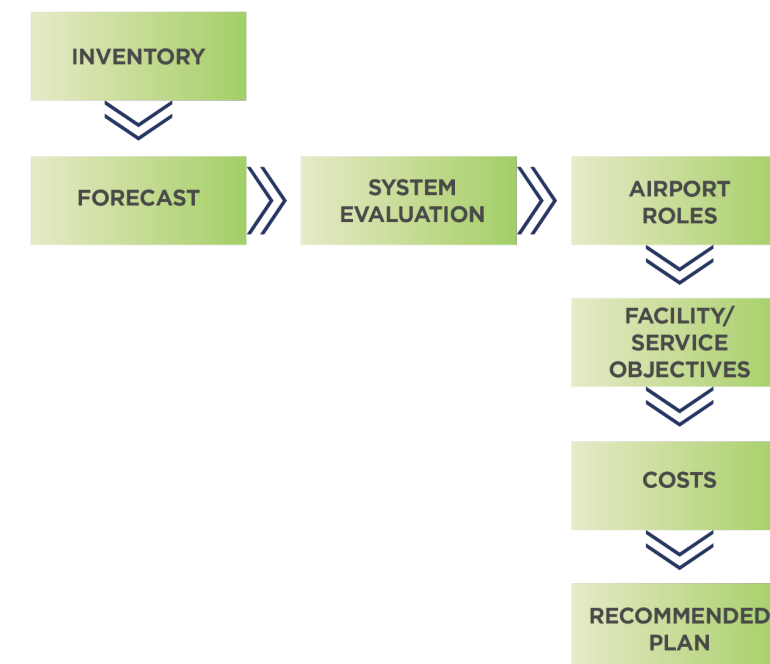 INVENTORY
FORECAST
SYSTEM
EVALUATION
AIRPORT
ROLES
FACILITY/
SERVICE
OBJECTIVES
COSTS
RECOMMENDED
PLAN